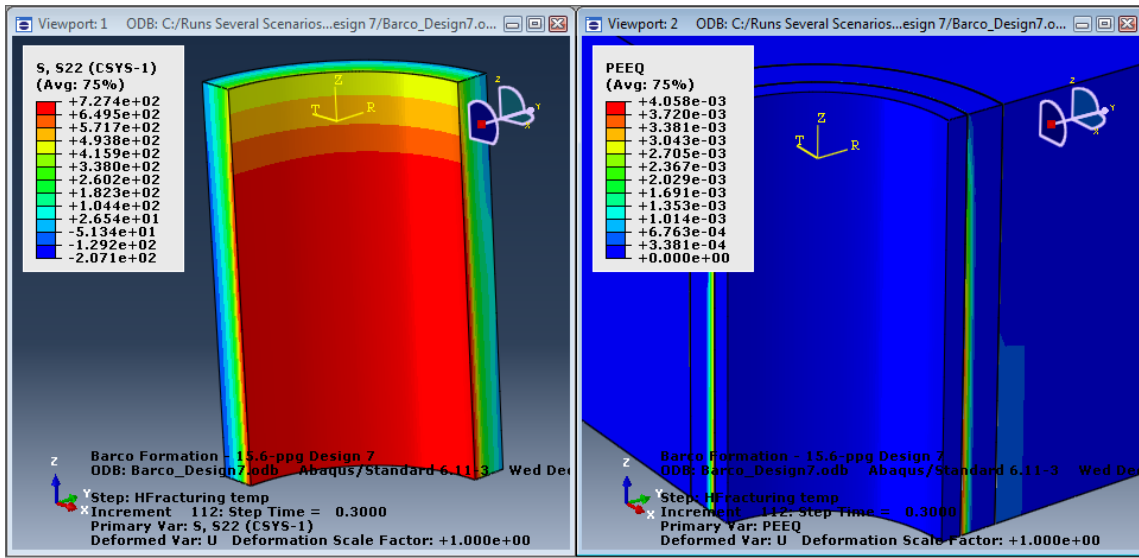 Viewport: 1 ODB: C:/Runs Several Scenarios...esign 7/Barco_Design7.o...
S, S22 (CSYS-1)
(Avg: 75%)
+7.274e+02
+6.495e+02
+5.717e+02
+4.938e+02
+4.159e+02
+3.380e+02
+2.602e+02
+1.823e+02
+1.044e+02
+2.654e+01
-5.134e+01
-1.292e+02
-2.071e+02
Z
T R
Z
Y
X
Barco Formation - 15.6-ppg Design 7
ODB: Barco_Design7.odb Abaqus/Standard 6.11-3 Wed De
Z
Y
X
Step: HFracturing temp
Increment 112: Step Time = 0.3000
Primary Var: S, S22 (CSYS-1)
Deformed Var: U Deformation Scale Factor: +1.000e+00
Viewport: 2 ODB: C:/Runs Several Scenarios...esign 7/Barco_Design7.o...
PEEQ
(Avg: 75%)
+4.058e-03
+3.720e-03
+3.381e-03
+3.043e-03
+2.705e-03
+2.367e-03
+2.029e-03
+1.691e-03
+1.353e-03
+1.014e-03
+6.763e-04
+3.381e-04
+0.000e+00
Z
T R
Z
Y
X
Barco Formation - 15.6-ppg Design 7
ODB: Barco_Design7.odb Abaqus/Standard 6.11-3 Wed De
Z
Y
X
Step: HFracturing temp
Increment 112: Step Time = 0.3000
Primary Var: PEEQ
Deformed Var: U Deformation Scale Factor: +1.000e+00